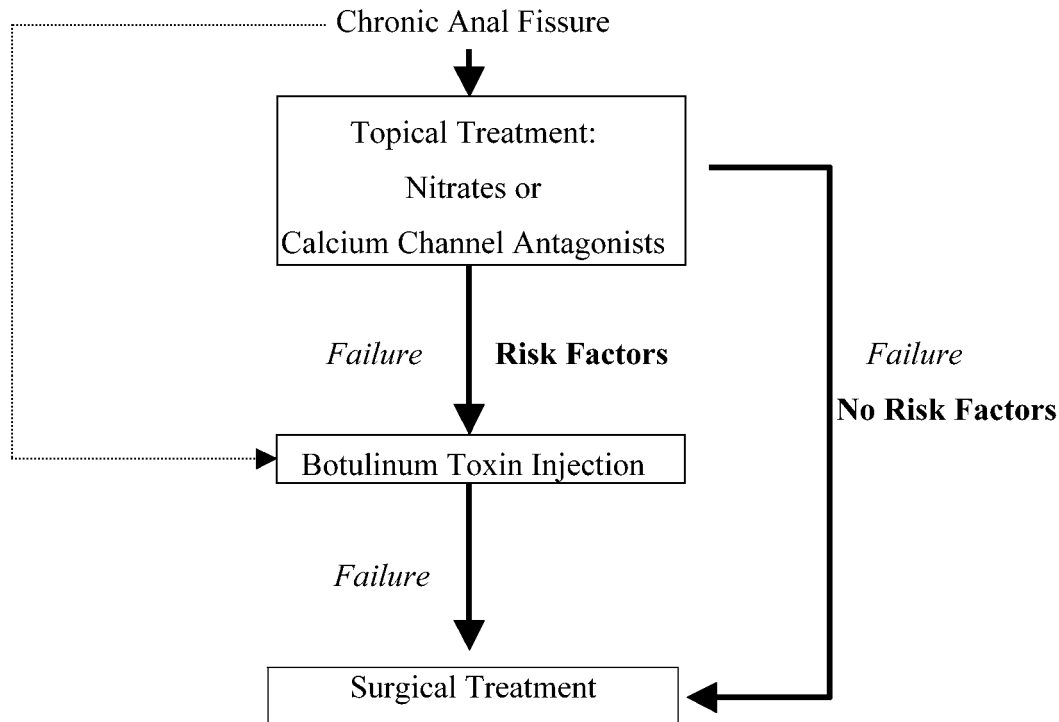 Chronic Anal Fissure
Topical Treatment:
Nitrates or
Calcium Channel Antagonists
Failure
Risk Factors
Failure
No Risk Factors
Botulinum Toxin Injection
Failure
Surgical Treatment